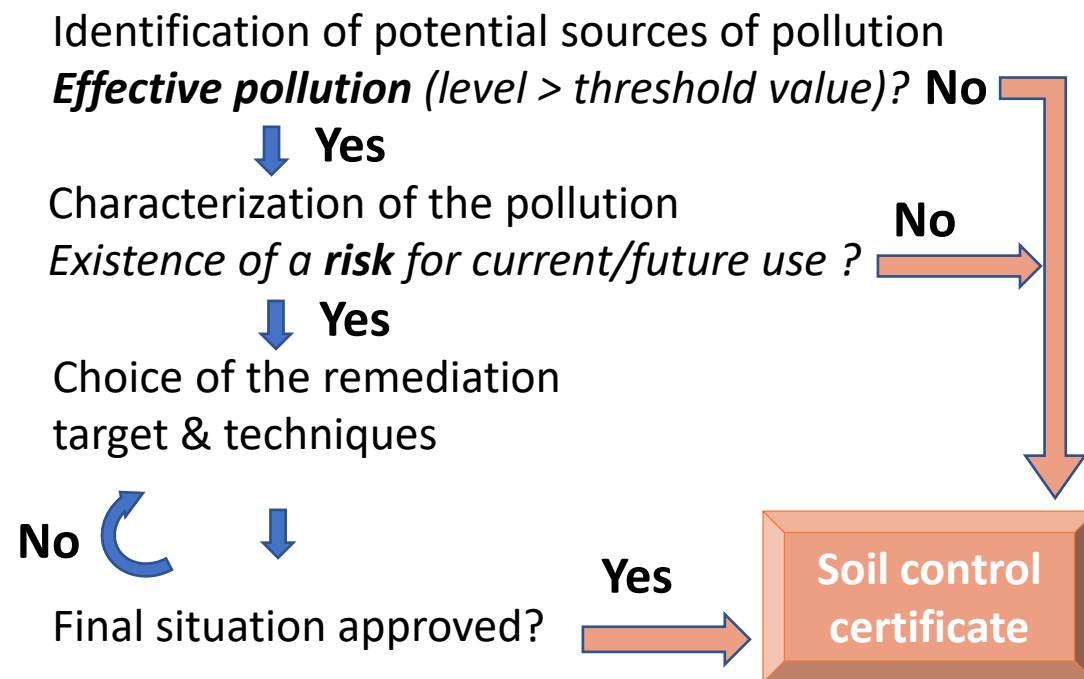 Identification of potential sources of pollution
Effective pollution (level > threshold value)? No
Yes
Characterization of the pollution
No
Existence of a risk for current/future use ?
Yes
Choice of the remediation
target & techniques
No
Yes
Final situation approved?
Soil control
certificate